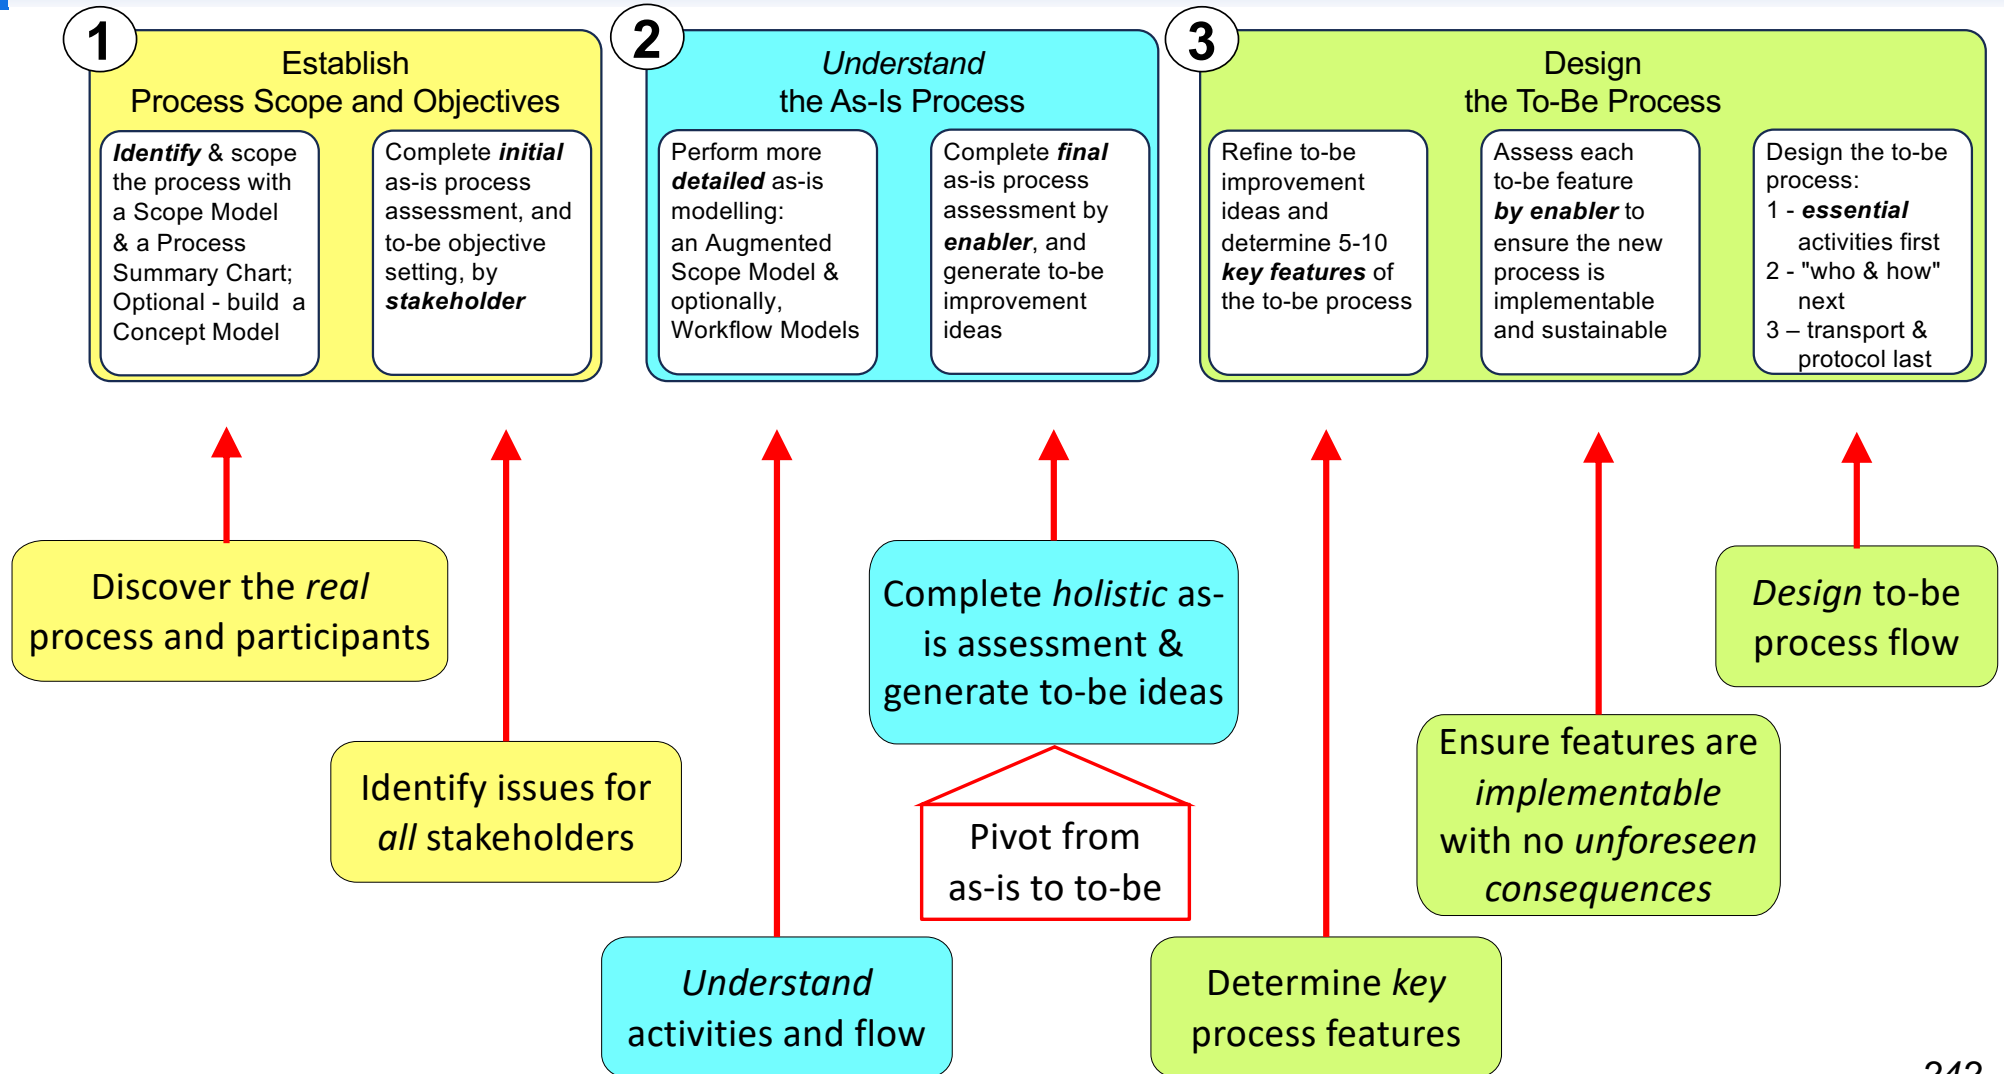 1
Establish
Process Scope and Objectives
Identify & scope
the process with
a Scope Model
& a Process
Summary Chart;
Optional - build a
Concept Model
Complete initial
as-is process
assessment, and
to-be objective
setting, by
stakeholder
2
Understand
the As-Is Process
Perform more
detailed as-is
modelling:
an Augmented
Scope Model &
optionally,
Workflow Models
Complete final
as-is process
assessment by
enabler, and
generate to-be
improvement
ideas
3
Design
the To-Be Process
Refine to-be
improvement
ideas and
determine 5-10
key features of
the to-be process
Assess each
to-be feature
by enabler to
ensure the new
process is
implementable
and sustainable
Design the to-be
process:
1 - essential
activities first
2 - "who & how"
next
3 – transport &
protocol last
Discover the real
process and participants
Identify issues for
all stakeholders
Understand
activities and flow
Complete holistic as-
is assessment &
generate to-be ideas
Pivot from
as-is to to-be
Determine key
process features
Ensure features are
implementable
with no unforeseen
consequences
Design to-be
process flow